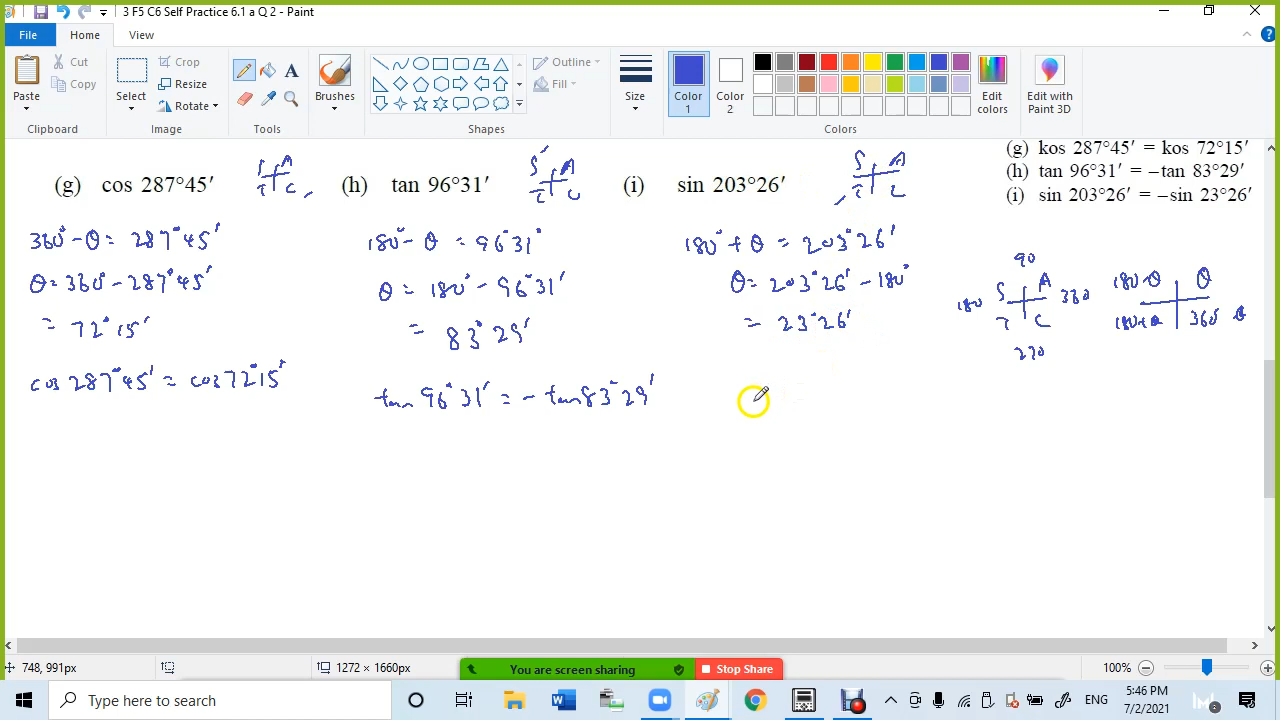 3 F5 C6 Self Practice 6.1 a Q 2 - Paint
File Home View
Paste Cut Copy Clipboard
Select Crop Resize Rotate Image
Tools
Brushes
Outline Fill Shapes
Size
Color 1 Color 2 Edit colors Colors
Edit with Paint 3D
(g) kos 287°45′ = kos 72°15′
(h) tan 96°31′ = −tan 83°29′
(i) sin 203°26′ = −sin 23°26′
(g) cos 287°45′
S A
T C
360° - θ = 287°45'
θ = 360° - 287°45'
= 72°15'
cos 287°45' = cos 72°15'
(h) tan 96°31′
S A
T C
180° - θ = 96°31°
θ = 180° - 96°31'
= 83°29'
tan 96°31' = - tan 83°29'
(i) sin 203°26′
S A
T C
180° + θ = 203°26'
θ = 203°26' - 180°
= 23°26'
90
S A
180 360
T C
270
180-θ θ
180+θ 360° θ
748, 991px
1272 × 1660px
100%
You are screen sharing
Stop Share
Type here to search
ENG
5:46 PM
7/2/2021